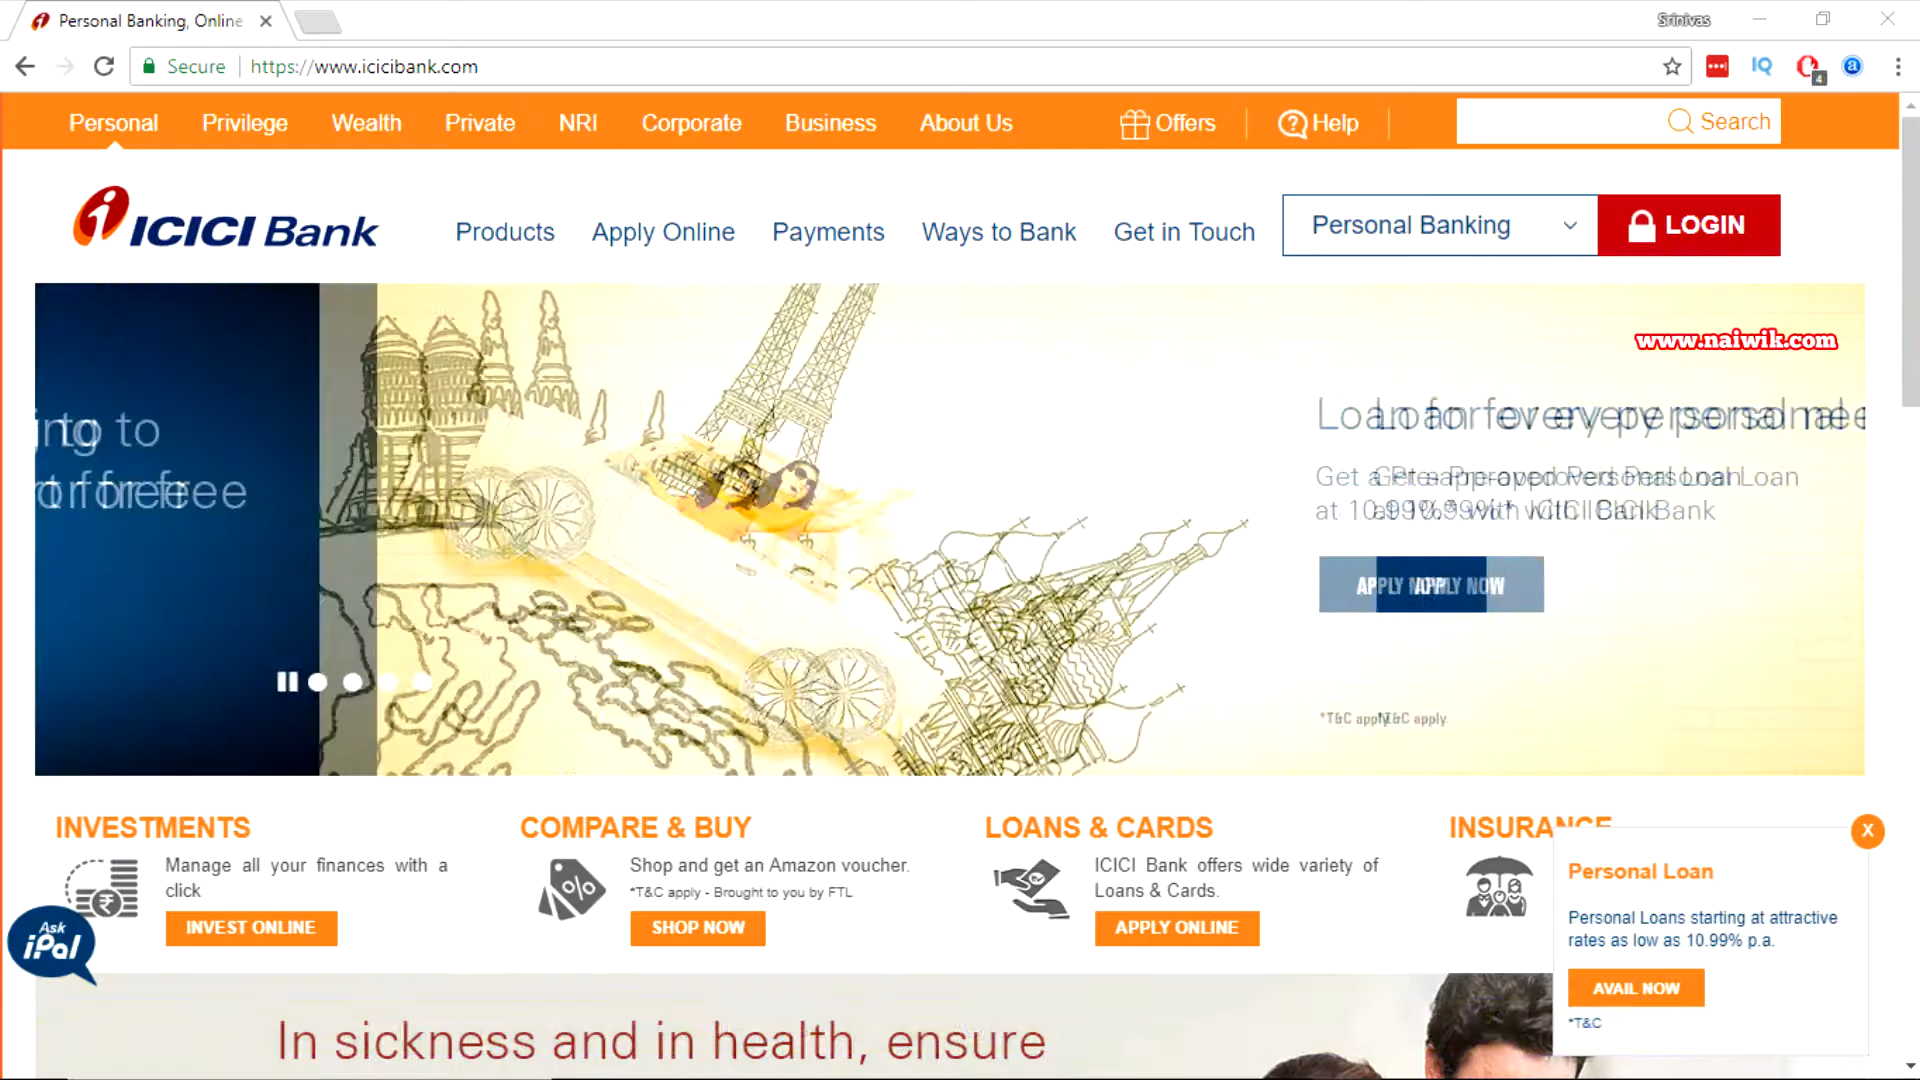 Personal Banking, Online
Srinivas
Secure
https://www.icicibank.com
IQ
4
a
Personal
Privilege
Wealth
Private
NRI
Corporate
Business
About Us
Offers
Help
Search
ICICI Bank
Products
Apply Online
Payments
Ways to Bank
Get in Touch
Personal Banking
LOGIN
www.naiwik.com
to
for free
Loan for every personal
Get a Pre-approved Personal Loan
at 10.99%* with ICICI Bank
APPLY NOW
*T&C apply
INVESTMENTS
Manage all your finances with a
click
INVEST ONLINE
COMPARE & BUY
Shop and get an Amazon voucher.
*T&C apply - Brought to you by FTL
SHOP NOW
LOANS & CARDS
ICICI Bank offers wide variety of
Loans & Cards.
APPLY ONLINE
INSURANCE
X
Personal Loan
Personal Loans starting at attractive
rates as low as 10.99% p.a.
AVAIL NOW
*T&C
Ask
iPal
In sickness and in health, ensure